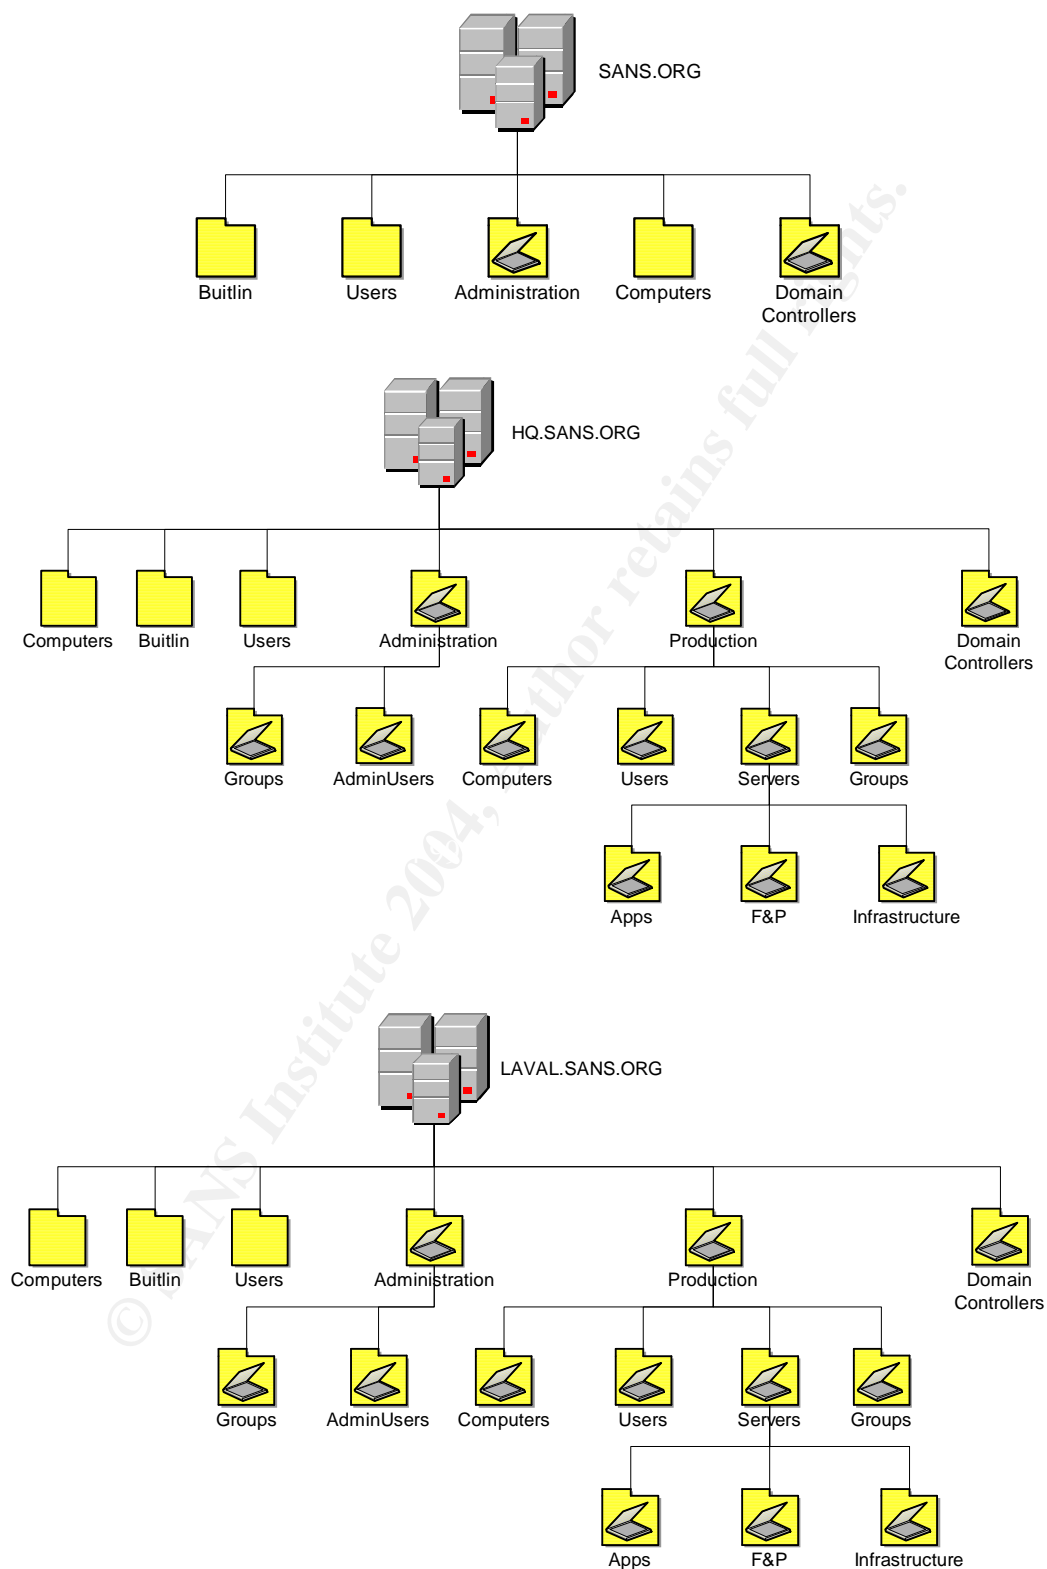 SANS.ORG
Buitlin
Users
Administration
Computers
Domain
Controllers
HQ.SANS.ORG
Computers
Buitlin
Users
Administration
Production
Domain
Controllers
Groups
AdminUsers
Computers
Users
Servers
Groups
Apps
F&P
Infrastructure
LAVAL.SANS.ORG
Computers
Buitlin
Users
Administration
Production
Domain
Controllers
Groups
AdminUsers
Computers
Users
Servers
Groups
Apps
F&P
Infrastructure
© SANS Institute 2004, Author retains full rights.